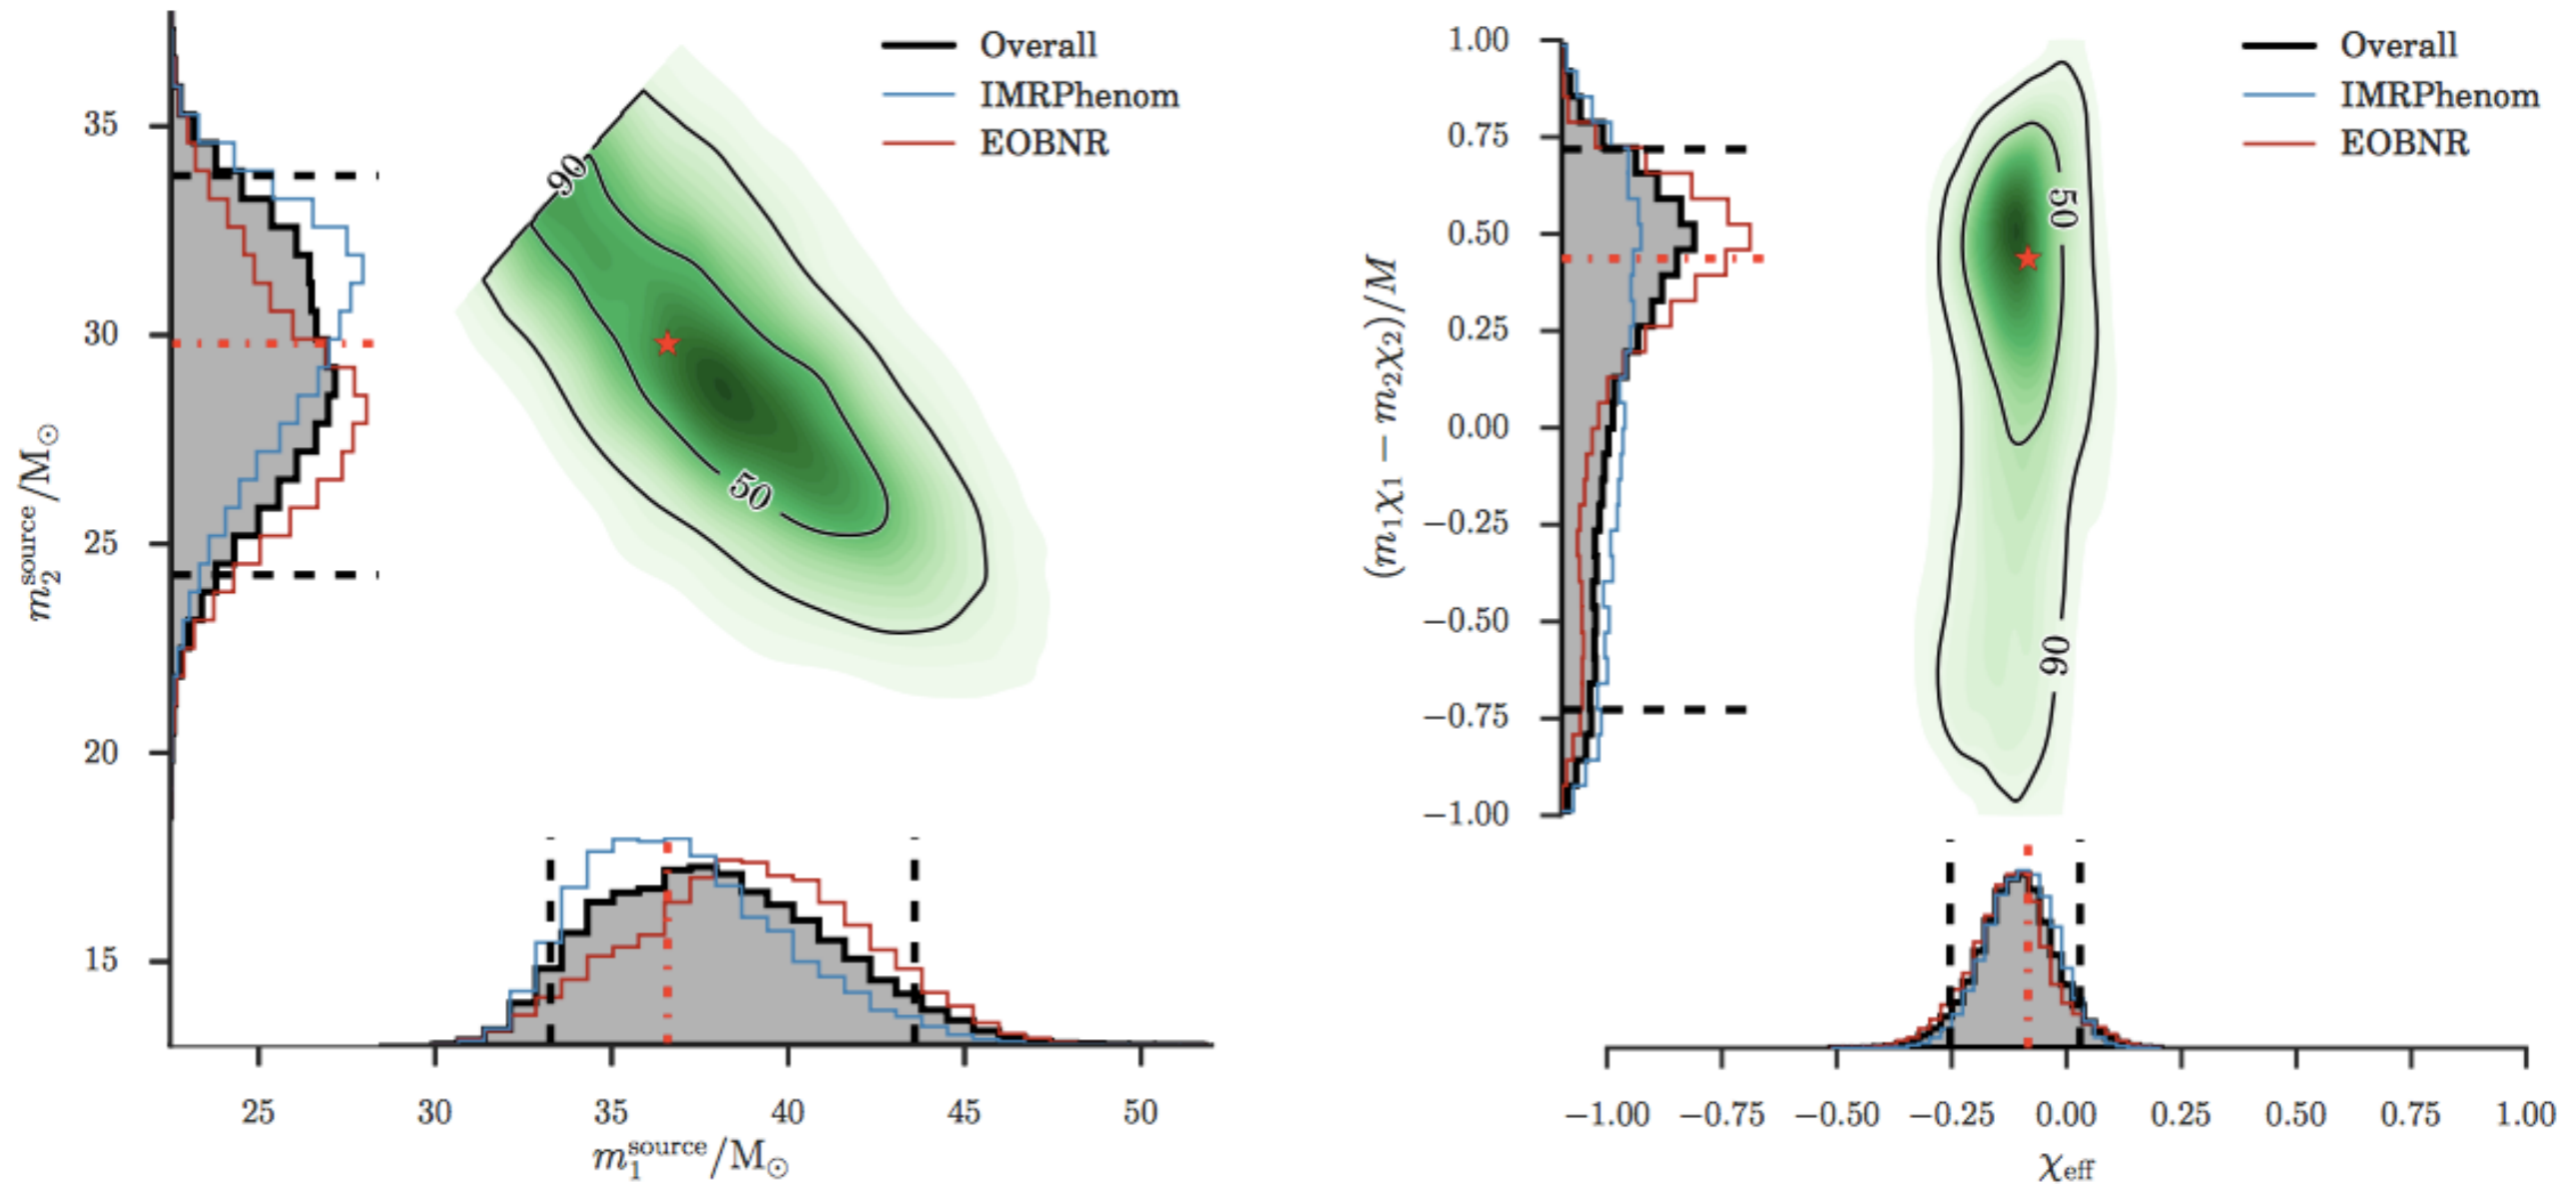 Overall
IMRPhenom
EOBNR
90
50
35
30
25
20
15
m₂^source/M⊙
25 30 35 40 45 50
m₁^source/M⊙
Overall
IMRPhenom
EOBNR
50
90
1.00
0.75
0.50
0.25
0.00
−0.25
−0.50
−0.75
−1.00
(m₁χ₁ − m₂χ₂)/M
−1.00 −0.75 −0.50 −0.25 0.00 0.25 0.50 0.75 1.00
χeff